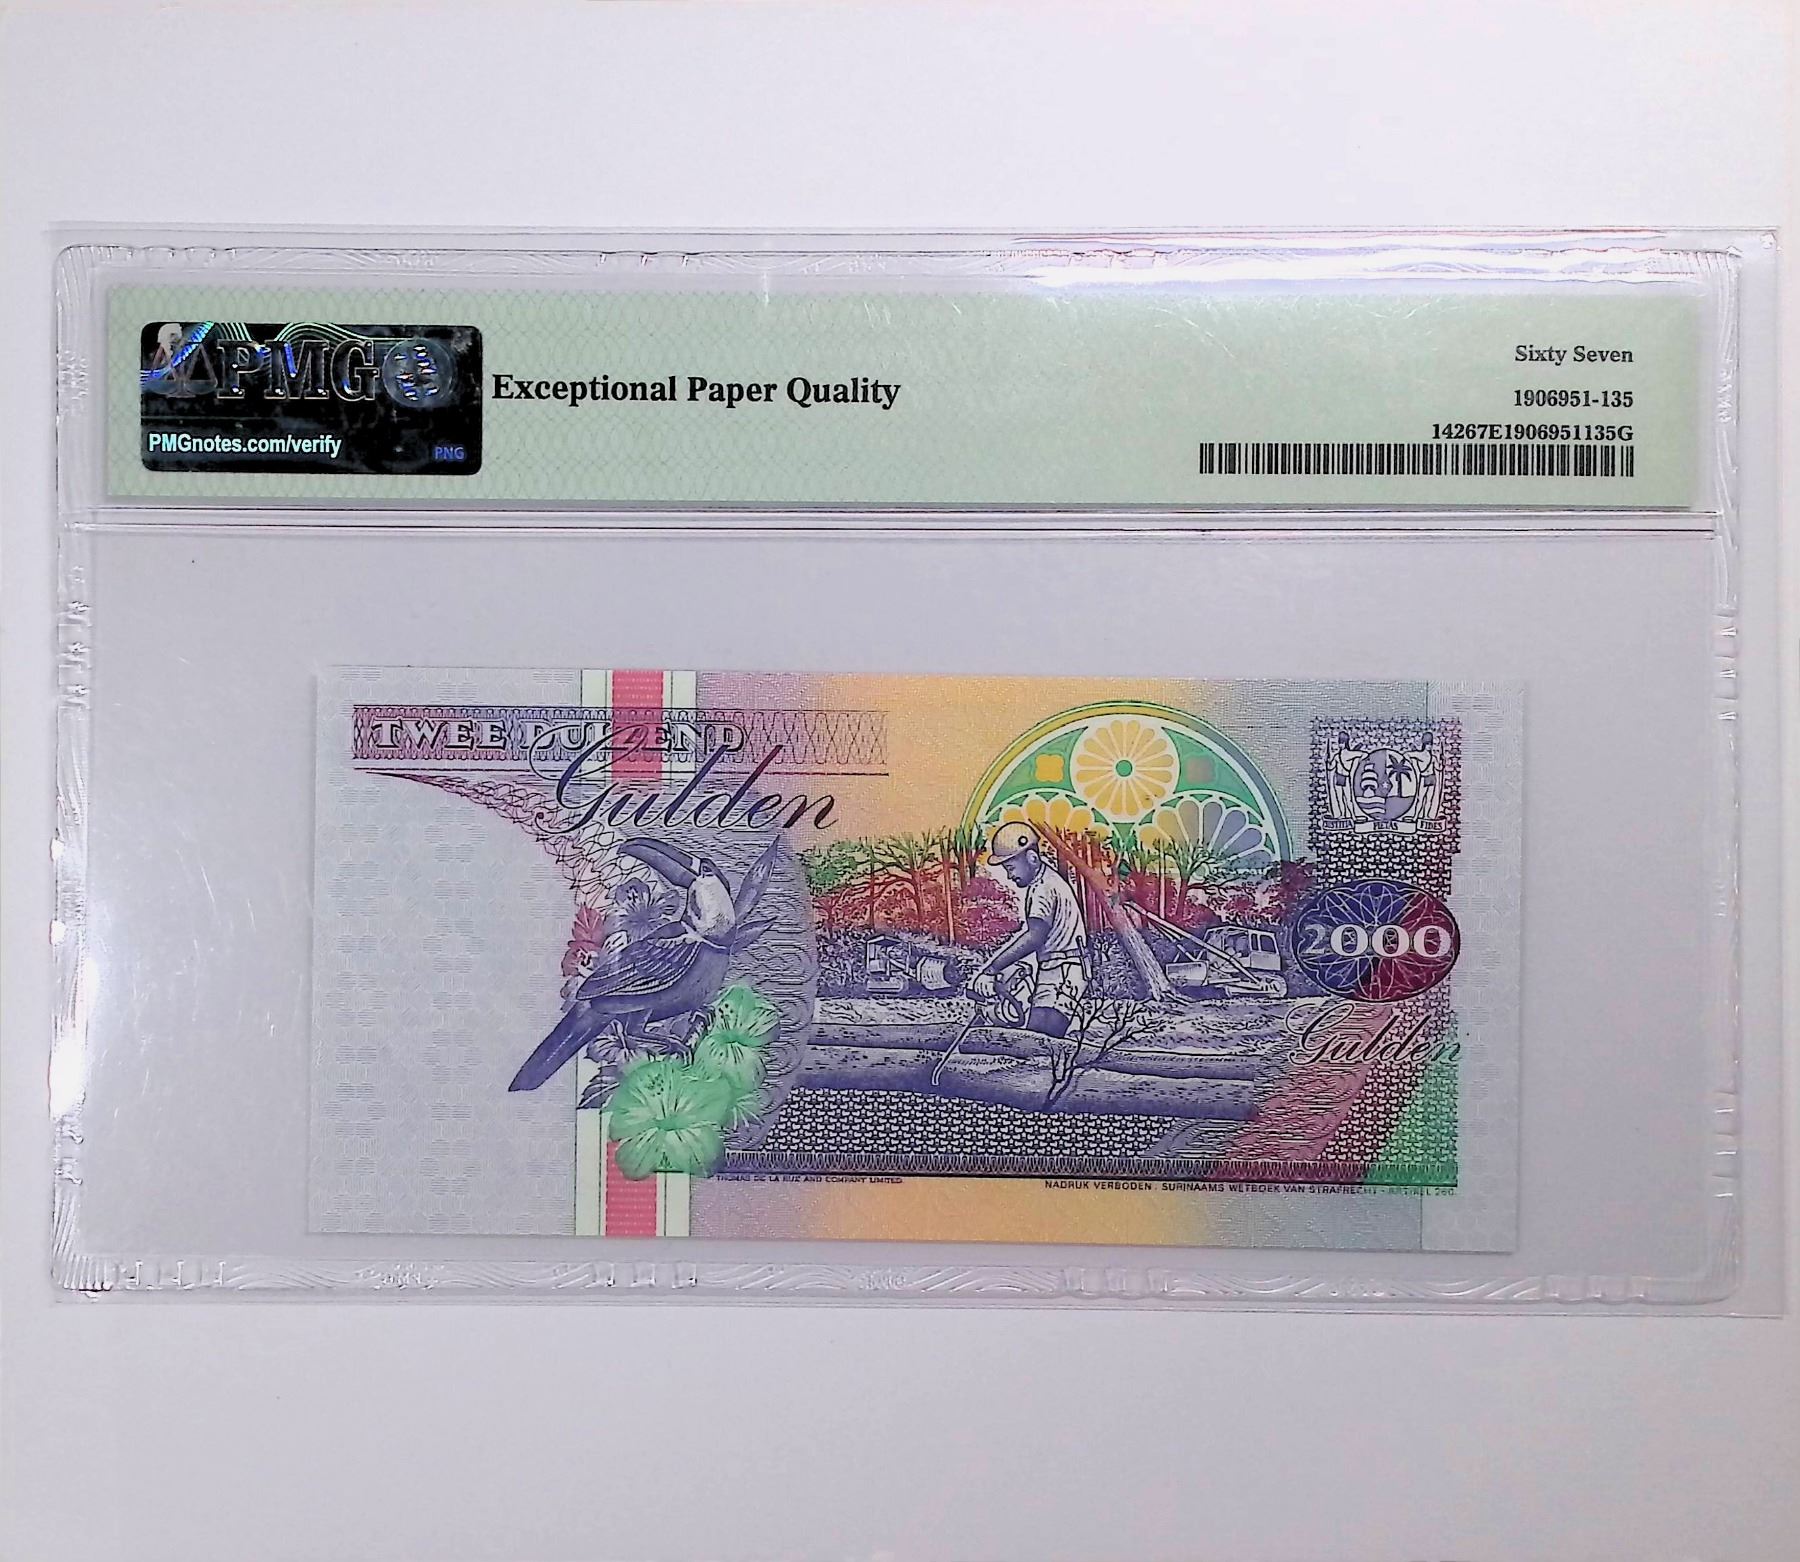 PMG
PMGnotes.com/verify
PNG
Exceptional Paper Quality
Sixty Seven
1906951-135
14267E1906951135G
TWEE DUIZEND
Gulden
JUSTITIA PIETAS FIDES
2000
Gulden
THOMAS DE LA RUE AND COMPANY LIMITED
NADRUK VERBODEN . SURINAAMS WETBOEK VAN STRAFRECHT - ARTIKEL 260.